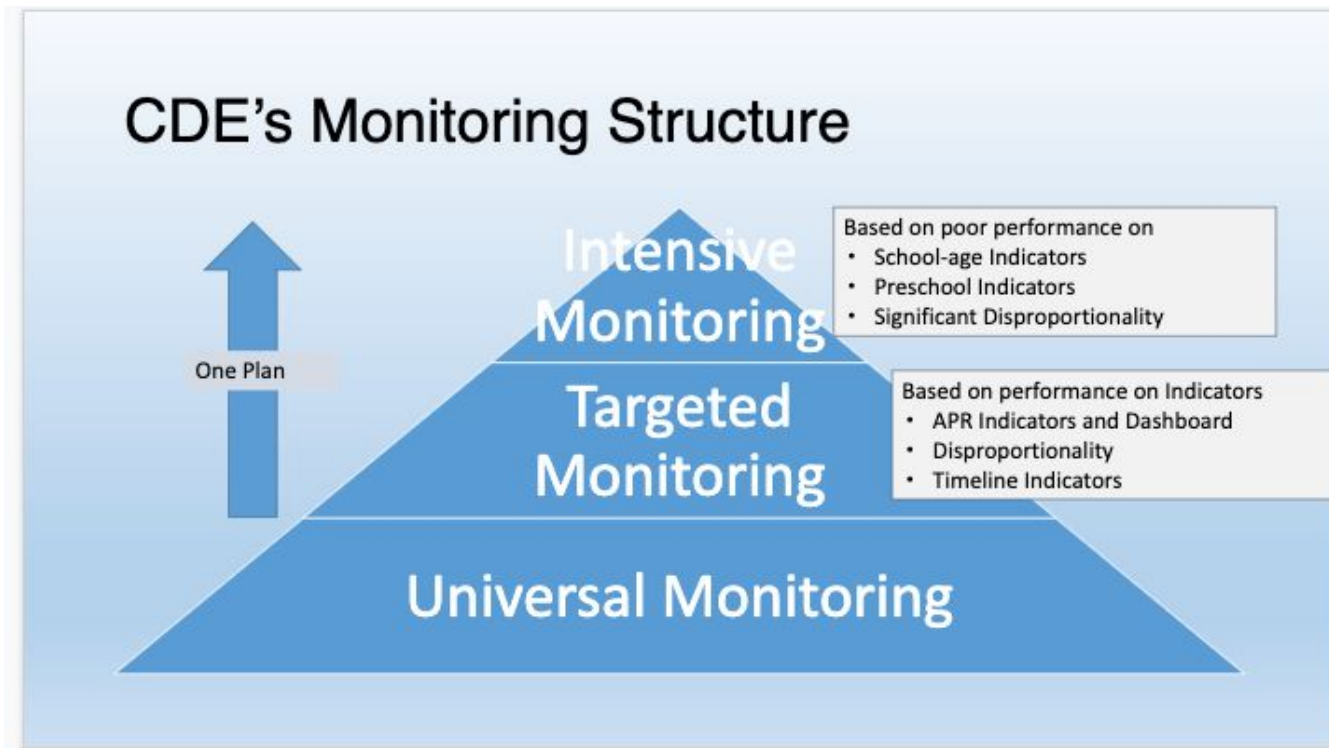 CDE's Monitoring Structure
One Plan
Intensive
Monitoring
Based on poor performance on
• School-age Indicators
• Preschool Indicators
• Significant Disproportionality
Targeted
Monitoring
Based on performance on Indicators
• APR Indicators and Dashboard
• Disproportionality
• Timeline Indicators
Universal Monitoring